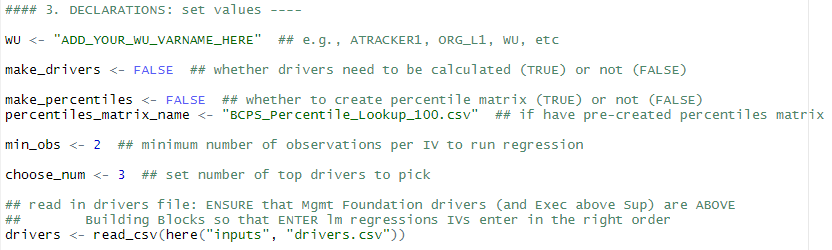 #### 3. DECLARATIONS: set values ----
WU <- "ADD_YOUR_WU_VARNAME_HERE"  ## e.g., ATRACKER1, ORG_L1, WU, etc
make_drivers <- FALSE  ## whether drivers need to be calculated (TRUE) or not (FALSE)
make_percentiles <- FALSE  ## whether to create percentile matrix (TRUE) or not (FALSE)
percentiles_matrix_name <- "BCPS_Percentile_Lookup_100.csv"  ## if have pre-created percentiles matrix
min_obs <- 2  ## minimum number of observations per IV to run regression
choose_num <- 3  ## set number of top drivers to pick
## read in drivers file: ENSURE that Mgmt Foundation drivers (and Exec above Sup) are ABOVE
##       Building Blocks so that ENTER lm regressions IVs enter in the right order
drivers <- read_csv(here("inputs", "drivers.csv"))